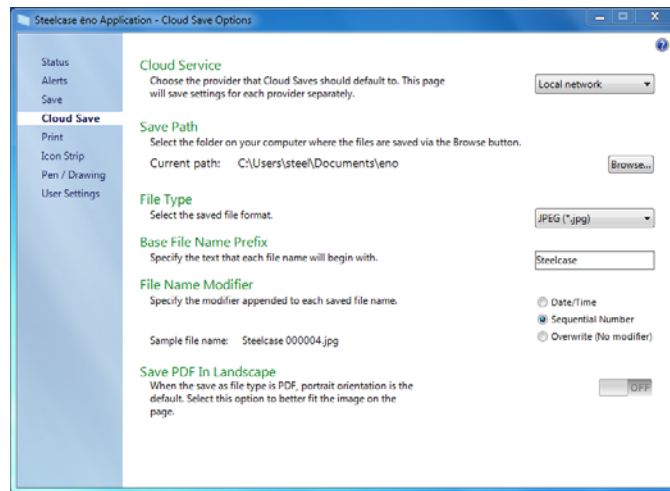 Steelcase ēno Application - Cloud Save Options
Status
Alerts
Save
Cloud Save
Print
Icon Strip
Pen / Drawing
User Settings
Cloud Service
Choose the provider that Cloud Saves should default to. This page
will save settings for each provider separately.
Local network
Save Path
Select the folder on your computer where the files are saved via the Browse button.
Current path: C:\Users\steel\Documents\eno
Browse...
File Type
Select the saved file format.
JPEG (*.jpg)
Base File Name Prefix
Specify the text that each file name will begin with.
Steelcase
File Name Modifier
Specify the modifier appended to each saved file name.
Date/Time
Sequential Number
Overwrite (No modifier)
Sample file name: Steelcase 000004.jpg
Save PDF In Landscape
When the save as file type is PDF, portrait orientation is the
default. Select this option to better fit the image on the
page.
OFF